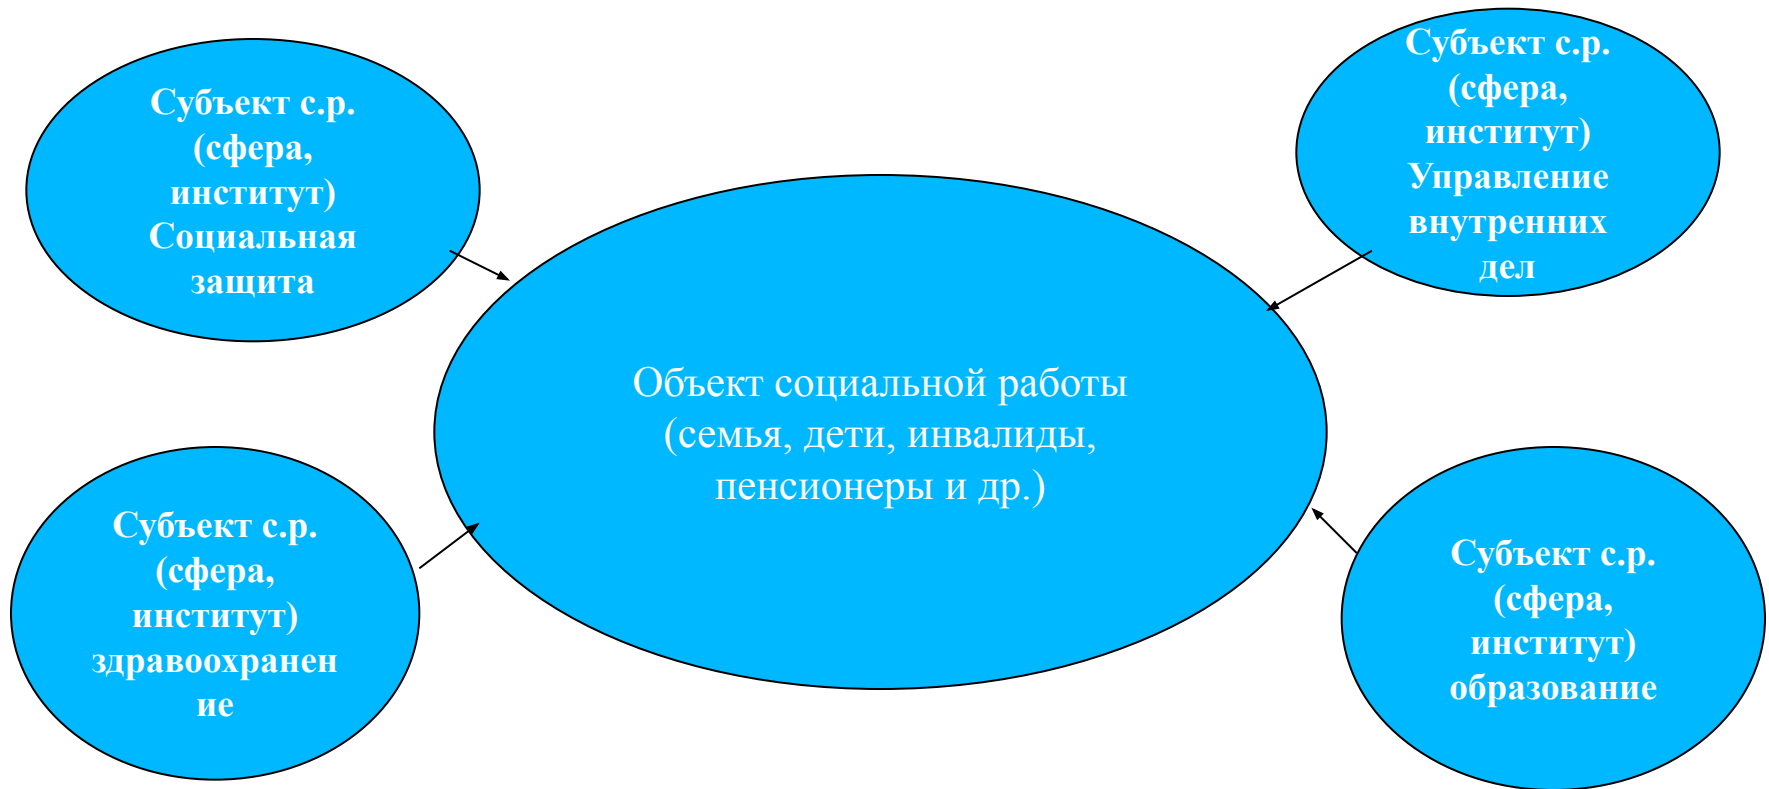 Субъект с.р.
(сфера,
институт)
Социальная
защита
Субъект с.р.
(сфера,
институт)
Управление
внутренних
дел
Объект социальной работы
(семья, дети, инвалиды,
пенсионеры и др.)
Субъект с.р.
(сфера,
институт)
здравоохранен
ие
Субъект с.р.
(сфера,
институт)
образование